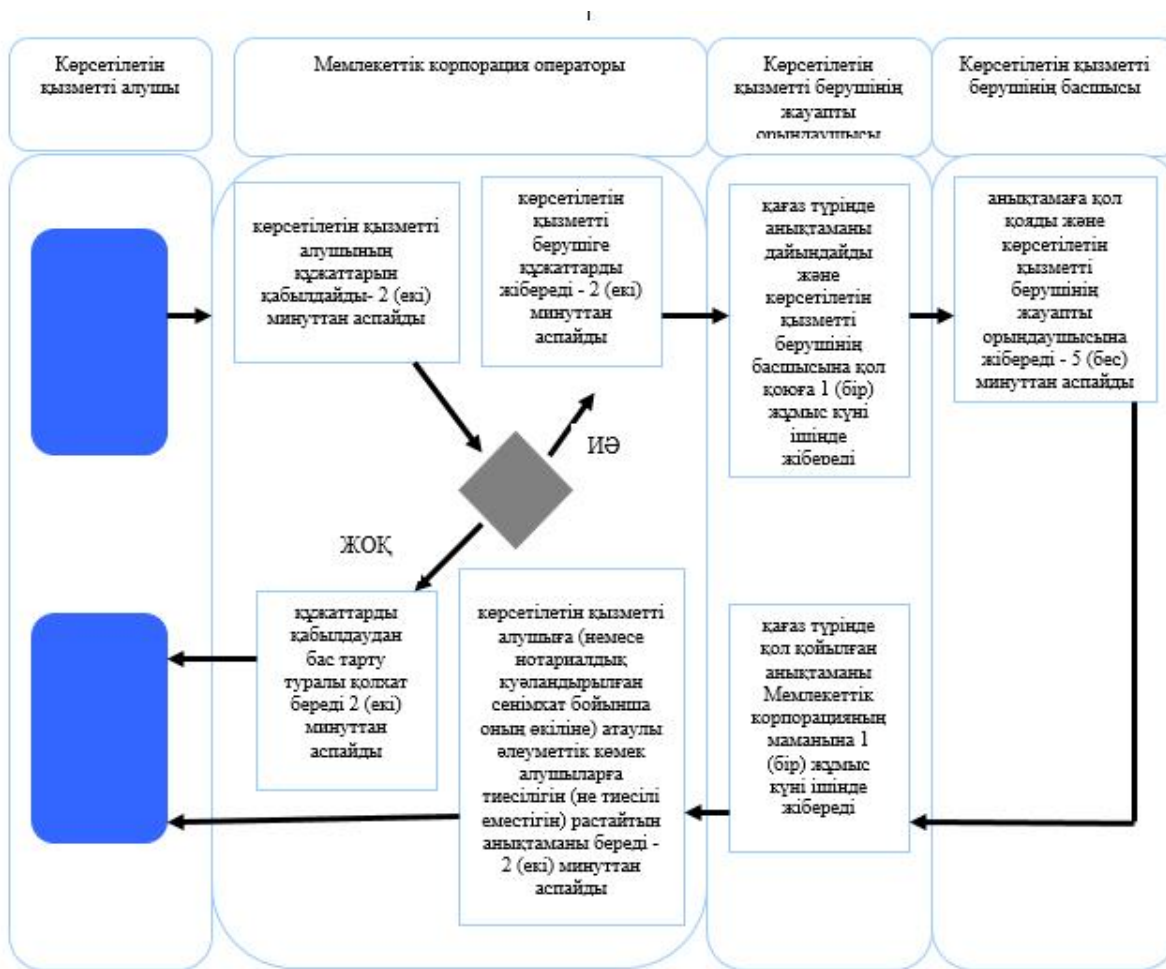 Көрсетілетін
қызметті алушы
Мемлекеттік корпорация операторы
Көрсетілетін
қызметті берушінің
жауапты
орындаушысы
Көрсетілетін қызметті
берушінің басшысы
көрсетілетін қызметті
алушының
құжаттарын
қабылдайды- 2 (екі)
минуттан аспайды
көрсетілетін
қызметті
берушіге
құжаттарды
жібереді - 2 (екі)
минуттан
аспайды
қағаз түрінде
анықтаманы
дайындайды
және
көрсетілетін
қызметті
берушінің
басшысына қол
қоюға 1 (бір)
жұмыс күні
ішінде
жібереді
анықтамаға қол
қояды және
көрсетілетін
қызметті
берушінің
жауапты
орындаушысына
жібереді - 5 (бес)
минуттан аспайды
ИӘ
ЖОҚ
құжаттарды
қабылдаудан
бас тарту
туралы қолхат
береді 2 (екі)
минуттан
аспайды
көрсетілетін қызметті
алушыға (немесе
нотариалдық
куәландырылған
сенімхат бойынша
оның өкіліне) атаулы
әлеуметтік көмек
алушыларға
тиесілігін (не тиесілі
еместігін) растайтын
анықтаманы береді -
2 (екі) минуттан
аспайды
қағаз түрінде
қол қойылған
анықтаманы
Мемлекеттік
корпорацияның
маманына 1
(бір) жұмыс
күні ішінде
жібереді